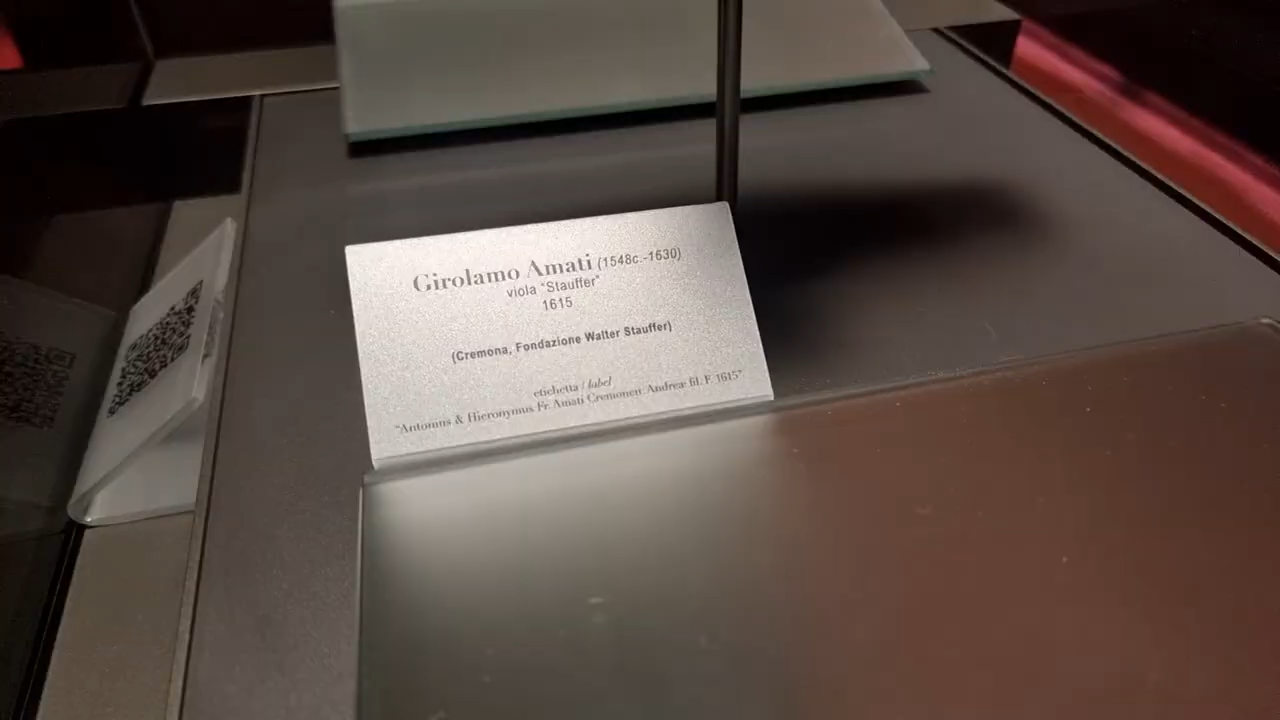 Girolamo Amati (1548c.-1630)
viola "Stauffer"
1615
(Cremona, Fondazione Walter Stauffer)
etichetta / label
"Antonius & Hieronymus Fr. Amati Cremonen. Andreæ fil. F. 1615"